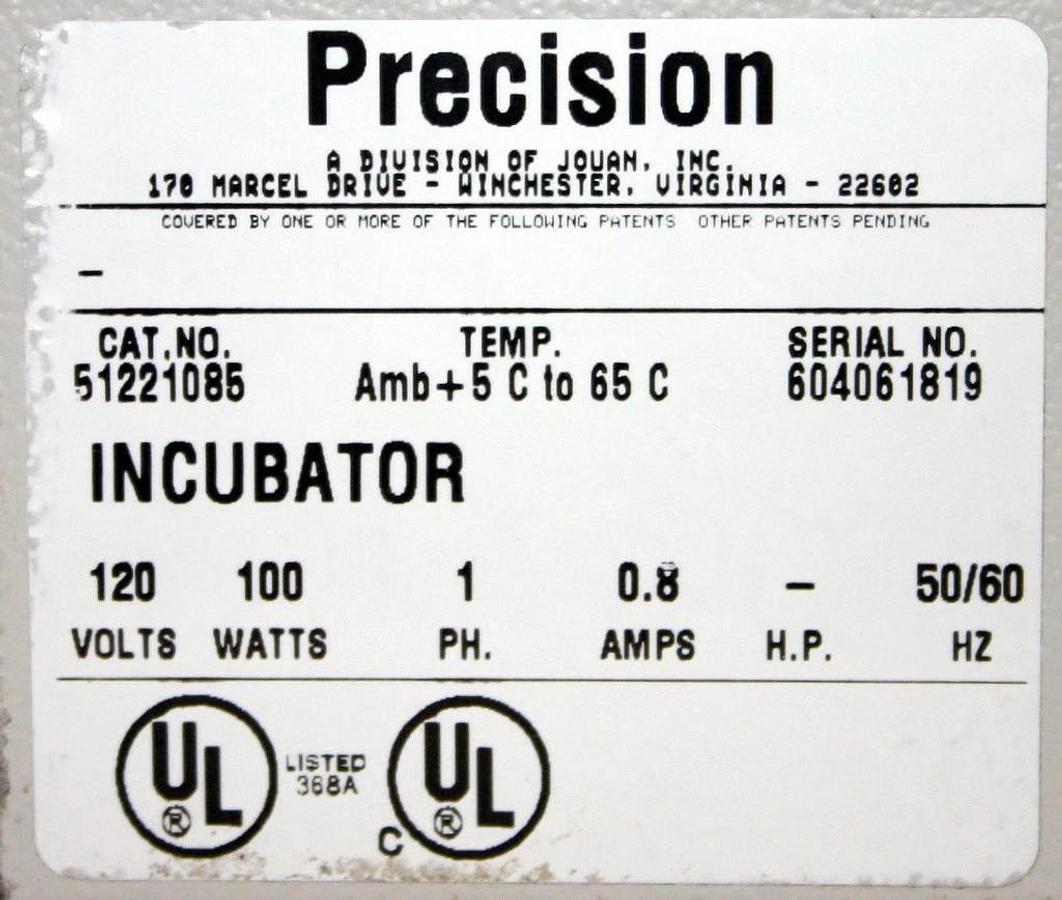 Precision
A DIVISION OF JOUAN, INC.
170 MARCEL DRIVE - WINCHESTER, VIRGINIA - 22602
COVERED BY ONE OR MORE OF THE FOLLOWING PATENTS OTHER PATENTS PENDING
-
CAT.NO. TEMP. SERIAL NO.
51221085 Amb+5 C to 65 C 604061819
INCUBATOR
120 100 1 0.8 - 50/60
VOLTS WATTS PH. AMPS H.P. HZ
UL ® LISTED 368A C UL ®